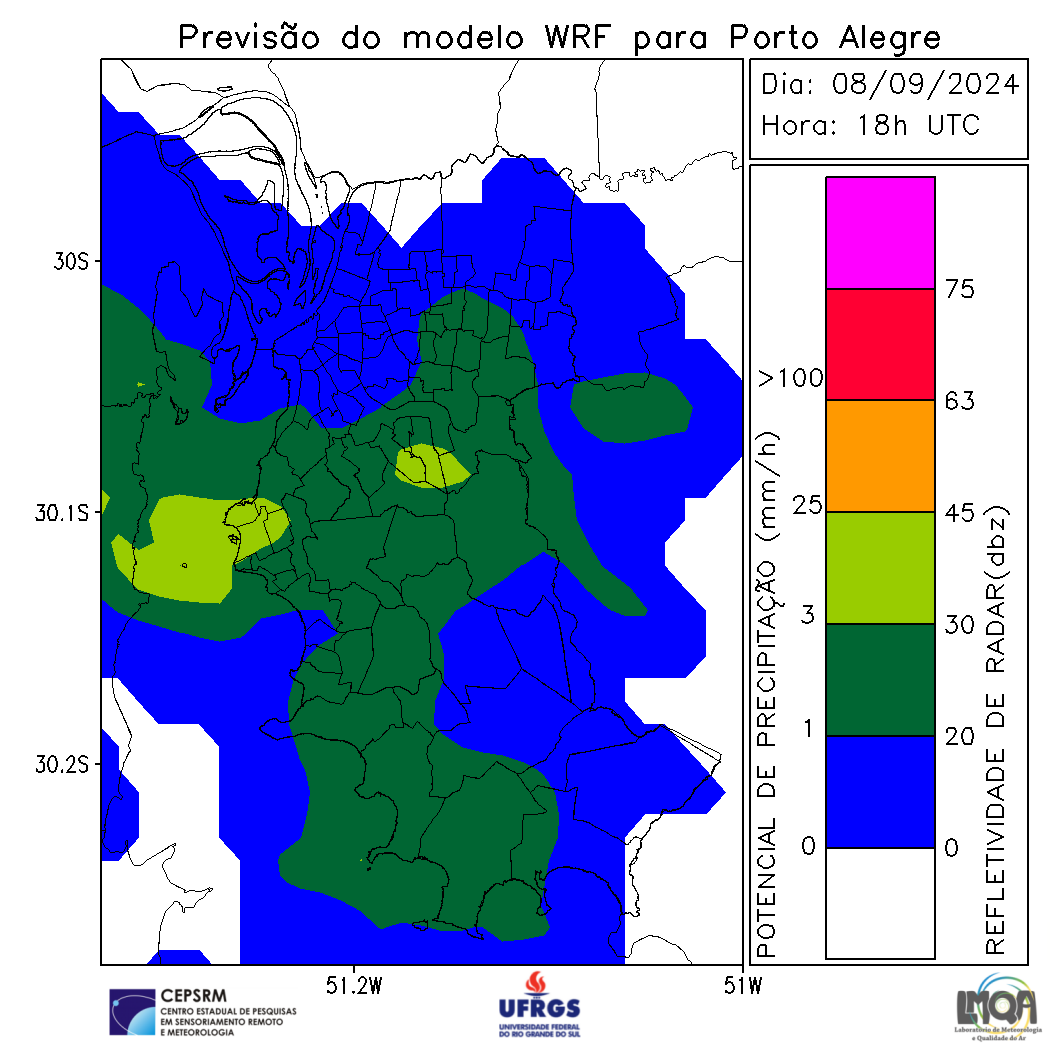 Previsão do modelo WRF para Porto Alegre
Dia: 08/09/2024
Hora: 18h UTC
30S
30.1S
30.2S
51.2W
51W
POTENCIAL DE PRECIPITAÇÃO (mm/h)
>100
25
3
1
0
75
63
45
30
20
0
REFLETIVIDADE DE RADAR(dbz)
CEPSRM
CENTRO ESTADUAL DE PESQUISAS
EM SENSORIAMENTO REMOTO
E METEOROLOGIA
UFRGS
UNIVERSIDADE FEDERAL
DO RIO GRANDE DO SUL
LMQA
Laboratório de Meteorologia
e Qualidade do Ar